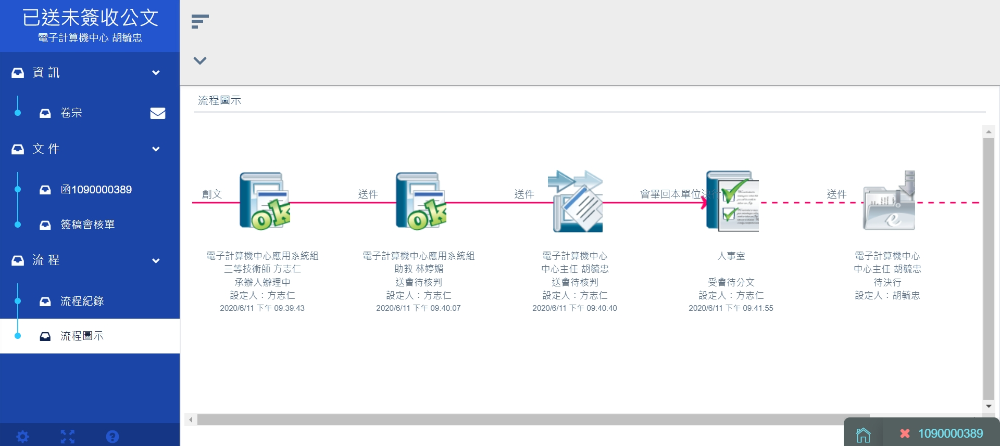 已送未簽收公文
電子計算機中心 胡毓忠
資 訊
卷宗
文 件
函1090000389
簽稿會核單
流 程
流程紀錄
流程圖示
流程圖示
創文
送件
送件
會畢回本單位決行
送件
電子計算機中心應用系統組
三等技術師 方志仁
承辦人辦理中
設定人：方志仁
2020/6/11 下午 09:39:43
電子計算機中心應用系統組
助教 林婷媚
送會待核判
設定人：方志仁
2020/6/11 下午 09:40:07
電子計算機中心
中心主任 胡毓忠
送會待核判
設定人：方志仁
2020/6/11 下午 09:40:40
人事室
受會待分文
設定人：方志仁
2020/6/11 下午 09:41:55
電子計算機中心
中心主任 胡毓忠
待決行
設定人：胡毓忠
ok
ok
e
1090000389